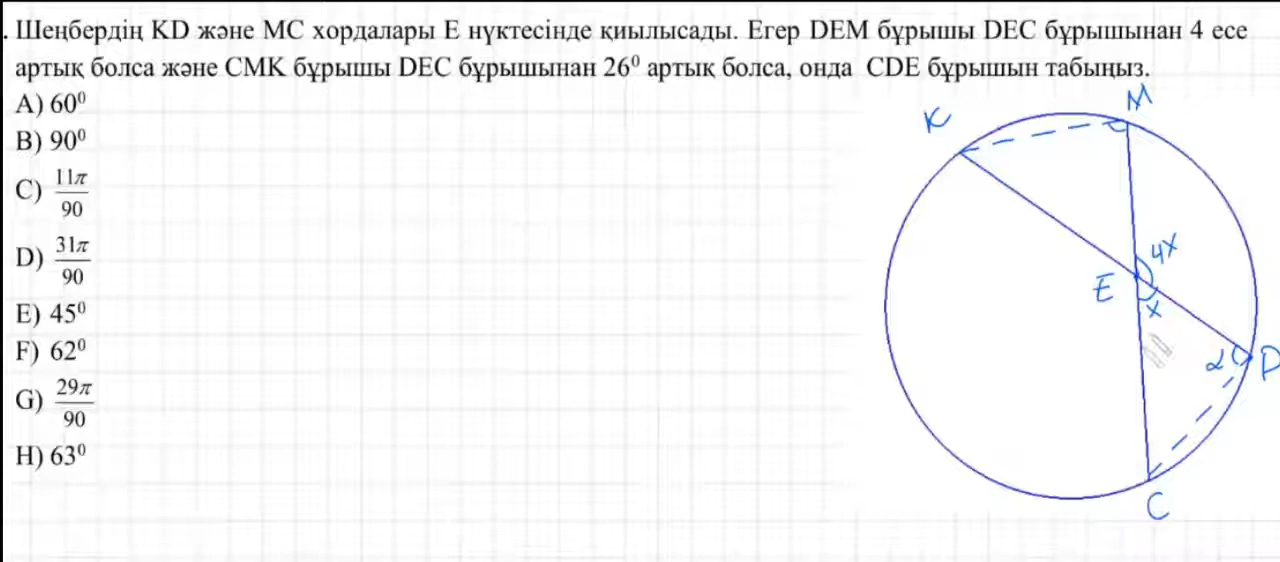 . Шеңбердің KD және MC хордалары E нүктесінде қиылысады. Егер DEM бұрышы DEC бұрышынан 4 есе
артық болса және CMK бұрышы DEC бұрышынан 26⁰ артық болса, онда CDE бұрышын табыңыз.
A) 60⁰
B) 90⁰
C) 11π/90
D) 31π/90
E) 45⁰
F) 62⁰
G) 29π/90
H) 63⁰
K
M
4x
E
x
α
D
C